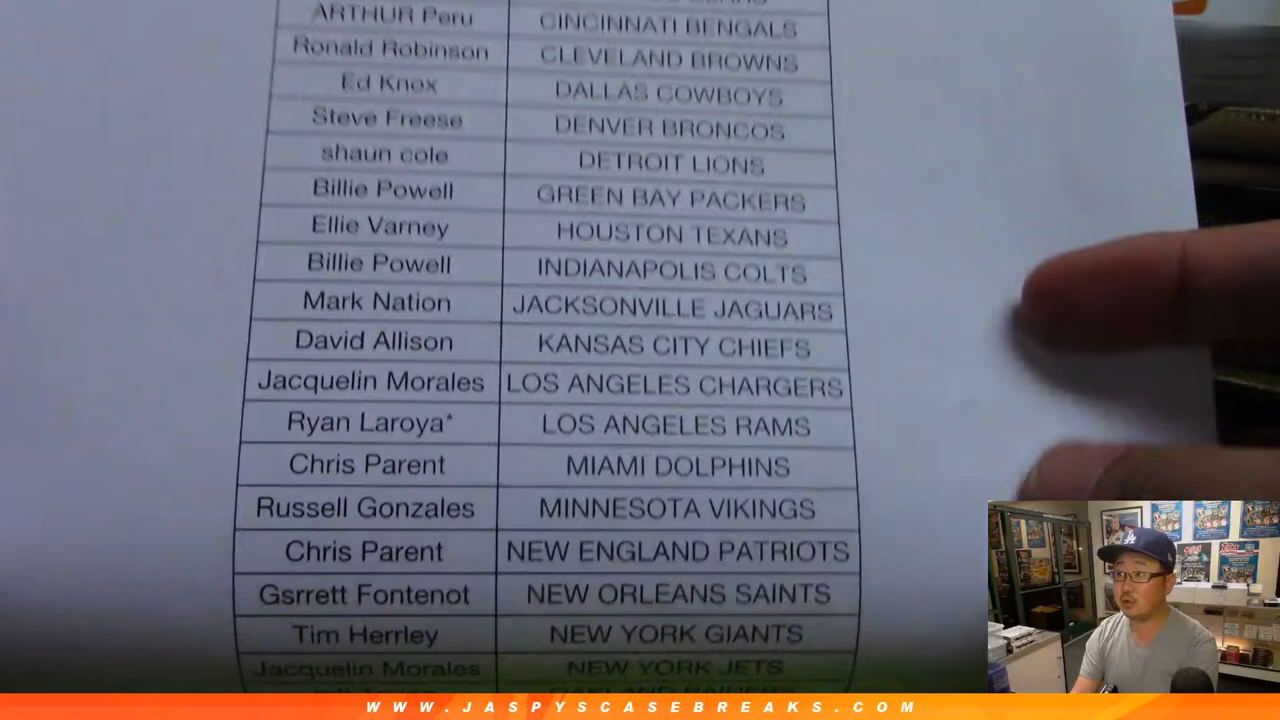 ARTHUR Peru CINCINNATI BENGALS
Ronald Robinson CLEVELAND BROWNS
Ed Knox DALLAS COWBOYS
Steve Freese DENVER BRONCOS
shaun cole DETROIT LIONS
Billie Powell GREEN BAY PACKERS
Ellie Varney HOUSTON TEXANS
Billie Powell INDIANAPOLIS COLTS
Mark Nation JACKSONVILLE JAGUARS
David Allison KANSAS CITY CHIEFS
Jacquelin Morales LOS ANGELES CHARGERS
Ryan Laroya* LOS ANGELES RAMS
Chris Parent MIAMI DOLPHINS
Russell Gonzales MINNESOTA VIKINGS
Chris Parent NEW ENGLAND PATRIOTS
Gsrrett Fontenot NEW ORLEANS SAINTS
Tim Herrley NEW YORK GIANTS
Jacquelin Morales NEW YORK JETS
WWW.JASPYSCASEBREAKS.COM